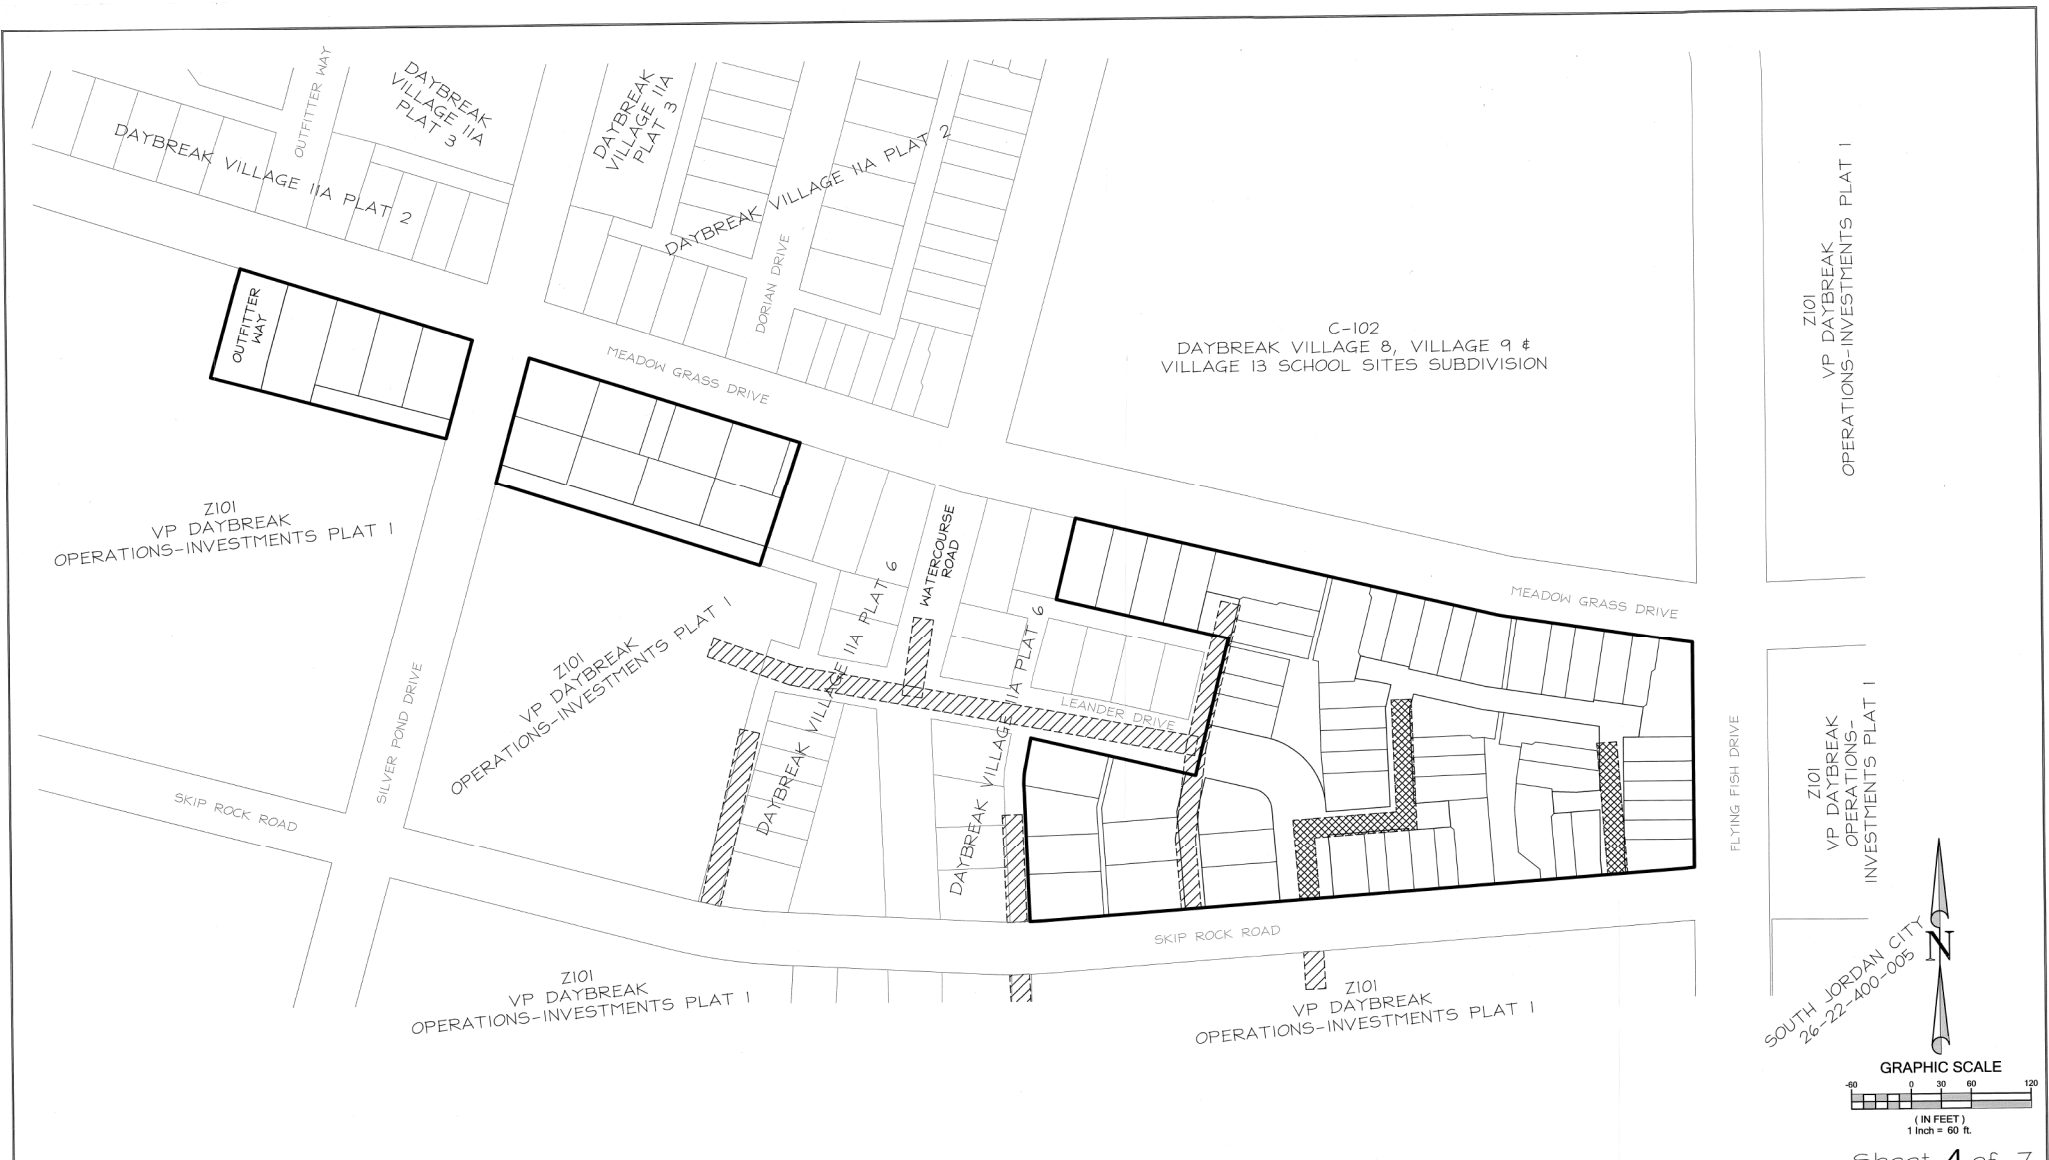 OUTFITTER WAY
DAYBREAK
VILLAGE 11A
PLAT 3
DAYBREAK
VILLAGE 11A
PLAT 3
DAYBREAK VILLAGE 11A PLAT 2
DAYBREAK VILLAGE 11A PLAT 2
DORIAN DRIVE
OUTFITTER
WAY
MEADOW GRASS DRIVE
C-102
DAYBREAK VILLAGE 8, VILLAGE 9 &
VILLAGE 13 SCHOOL SITES SUBDIVISION
Z101
VP DAYBREAK
OPERATIONS-INVESTMENTS PLAT 1
Z101
VP DAYBREAK
OPERATIONS-INVESTMENTS PLAT 1
WATERCOURSE
ROAD
Z101
VP DAYBREAK
OPERATIONS-INVESTMENTS PLAT 1
DAYBREAK VILLAGE 11A PLAT 6
DAYBREAK VILLAGE 11A PLAT 6
MEADOW GRASS DRIVE
LEANDER DRIVE
SILVER POND DRIVE
SKIP ROCK ROAD
FLYING FISH DRIVE
Z101
VP DAYBREAK
OPERATIONS-
INVESTMENTS PLAT 1
SKIP ROCK ROAD
Z101
VP DAYBREAK
OPERATIONS-INVESTMENTS PLAT 1
Z101
VP DAYBREAK
OPERATIONS-INVESTMENTS PLAT 1
SOUTH JORDAN CITY
26-22-400-005
N
GRAPHIC SCALE
-60 0 30 60 120
( IN FEET )
1 Inch = 60 ft.
Sheet 4 of 7